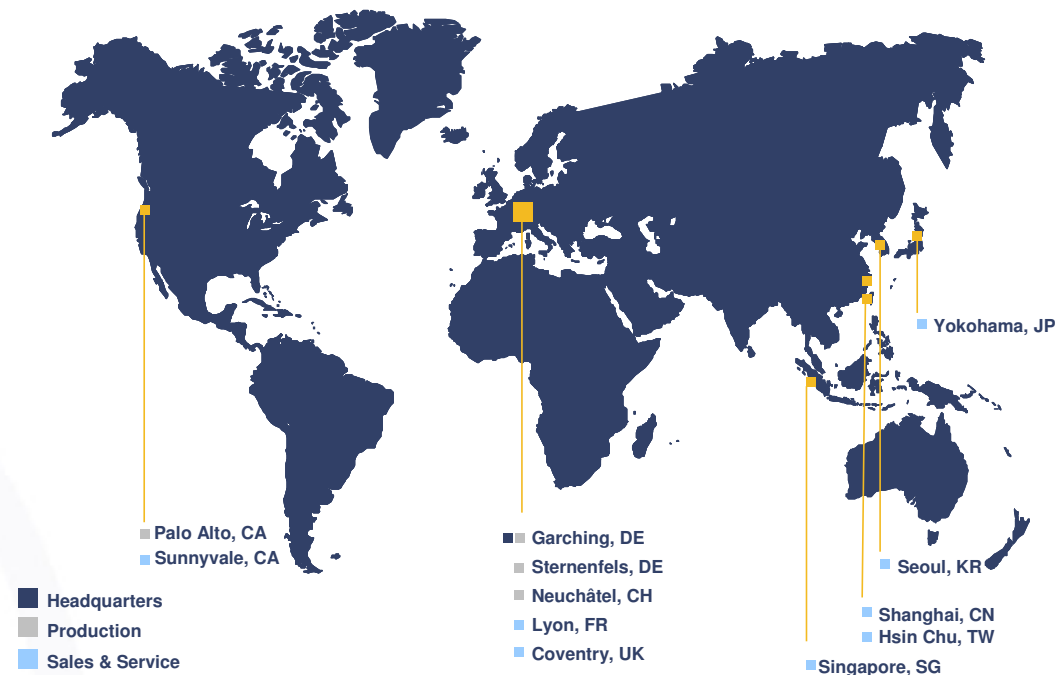 Yokohama, JP
Palo Alto, CA
Sunnyvale, CA
Garching, DE
Sternenfels, DE
Neuchâtel, CH
Lyon, FR
Coventry, UK
Seoul, KR
Shanghai, CN
Hsin Chu, TW
Singapore, SG
Headquarters
Production
Sales & Service